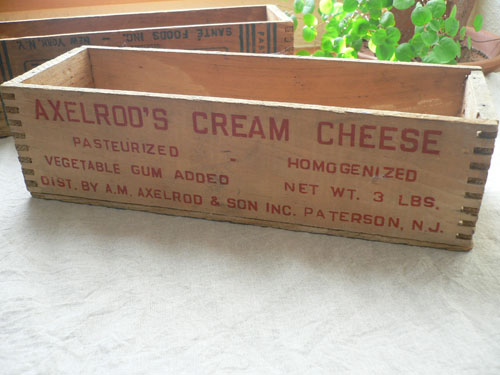 SANTÉ FOODS INC. - NEW YORK N.Y.
AXELROD'S CREAM CHEESE
PASTEURIZED - HOMOGENIZED
VEGETABLE GUM ADDED NET WT. 3 LBS.
DIST. BY A.M. AXELROD & SON INC. PATERSON, N.J.